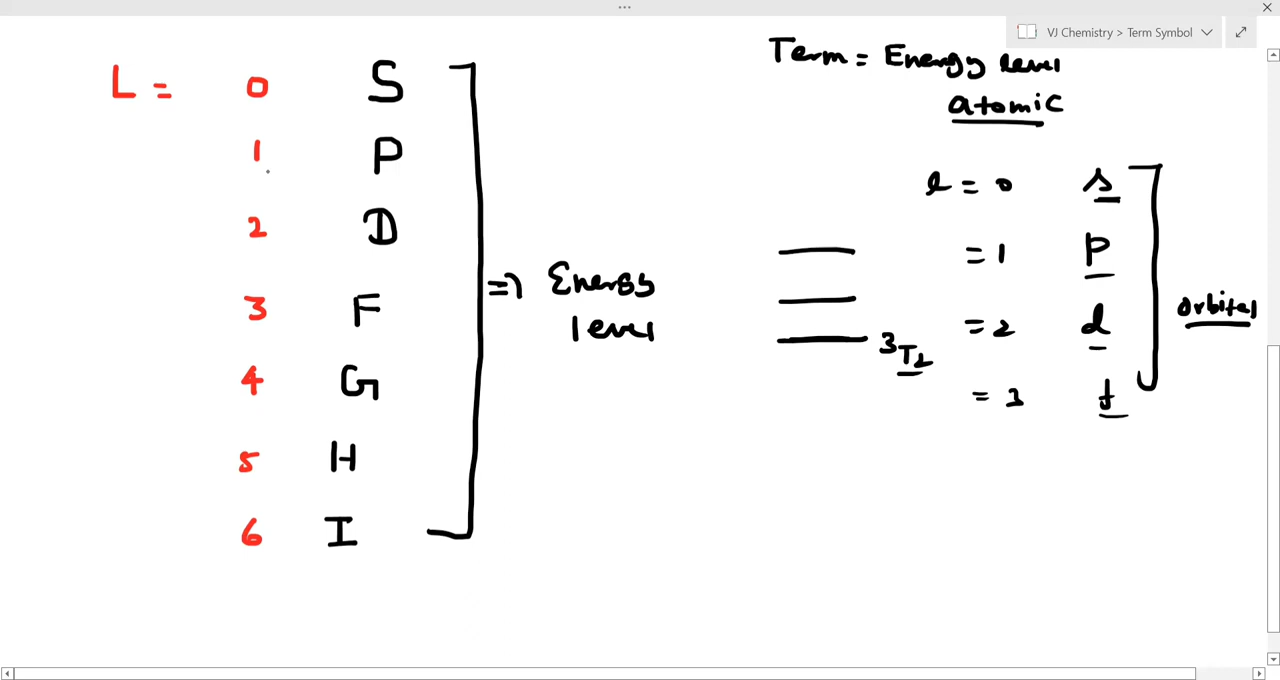 VJ Chemistry > Term Symbol
Term = Energy level
atomic
L = 0 S
1 P
2 D
3 F
4 G
5 H
6 I
⇒ Energy
level
l = 0 s
= 1 p
= 2 d
= 3 f
orbital
3T2